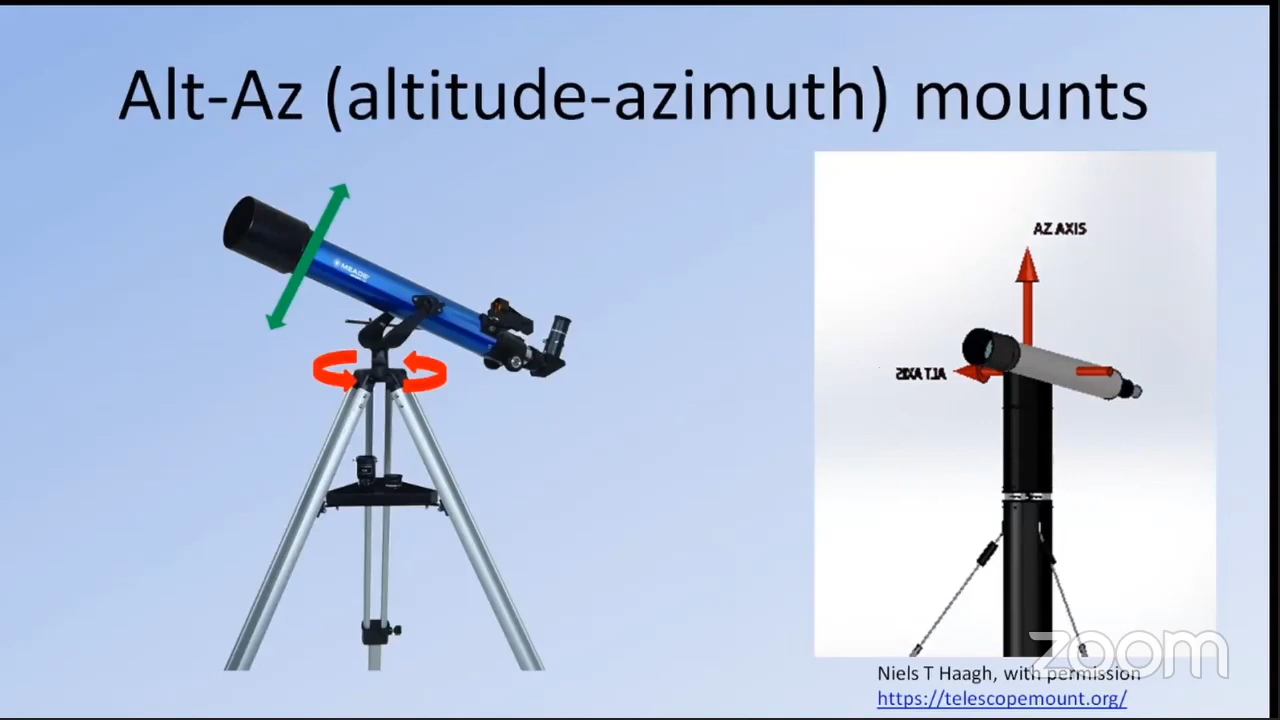 Alt-Az (altitude-azimuth) mounts
MEADE
AZ AXIS
ALT AXIS
Niels T Haagh, with permission
https://telescopemount.org/
zoom